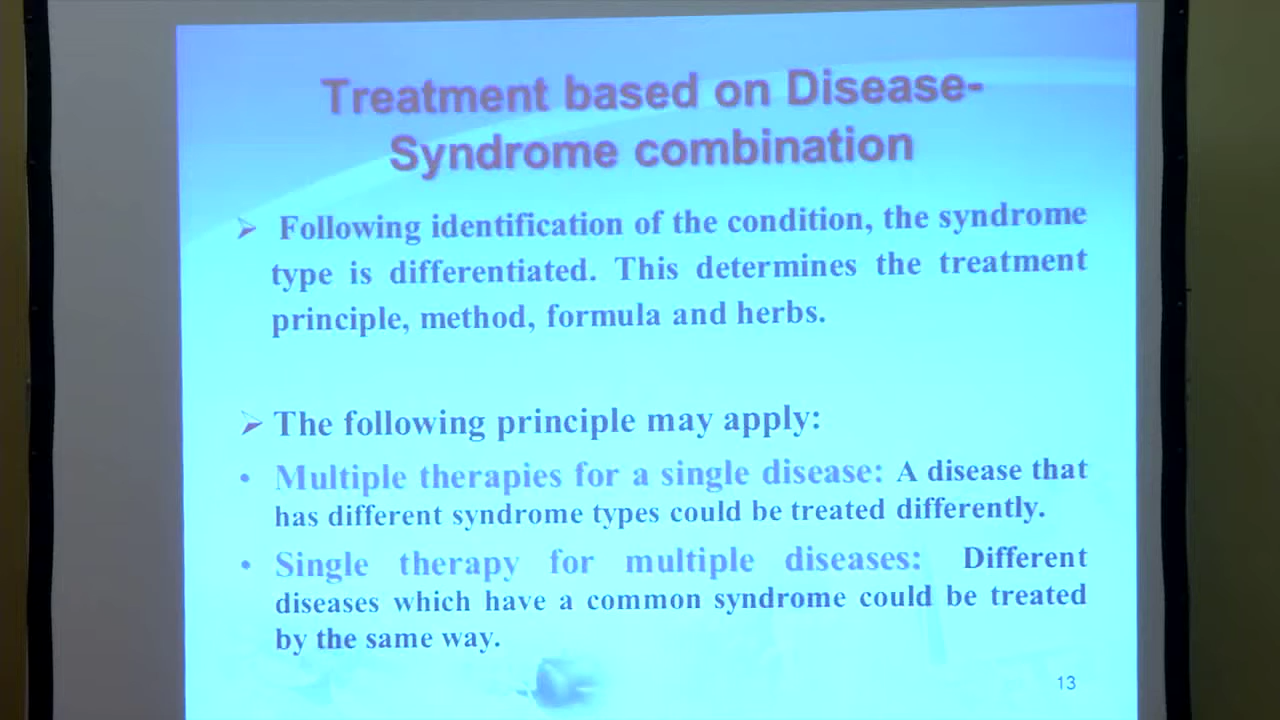 Treatment based on Disease-
Syndrome combination
Following identification of the condition, the syndrome
type is differentiated. This determines the treatment
principle, method, formula and herbs.
The following principle may apply:
• Multiple therapies for a single disease: A disease that
has different syndrome types could be treated differently.
• Single therapy for multiple diseases: Different
diseases which have a common syndrome could be treated
by the same way.
13